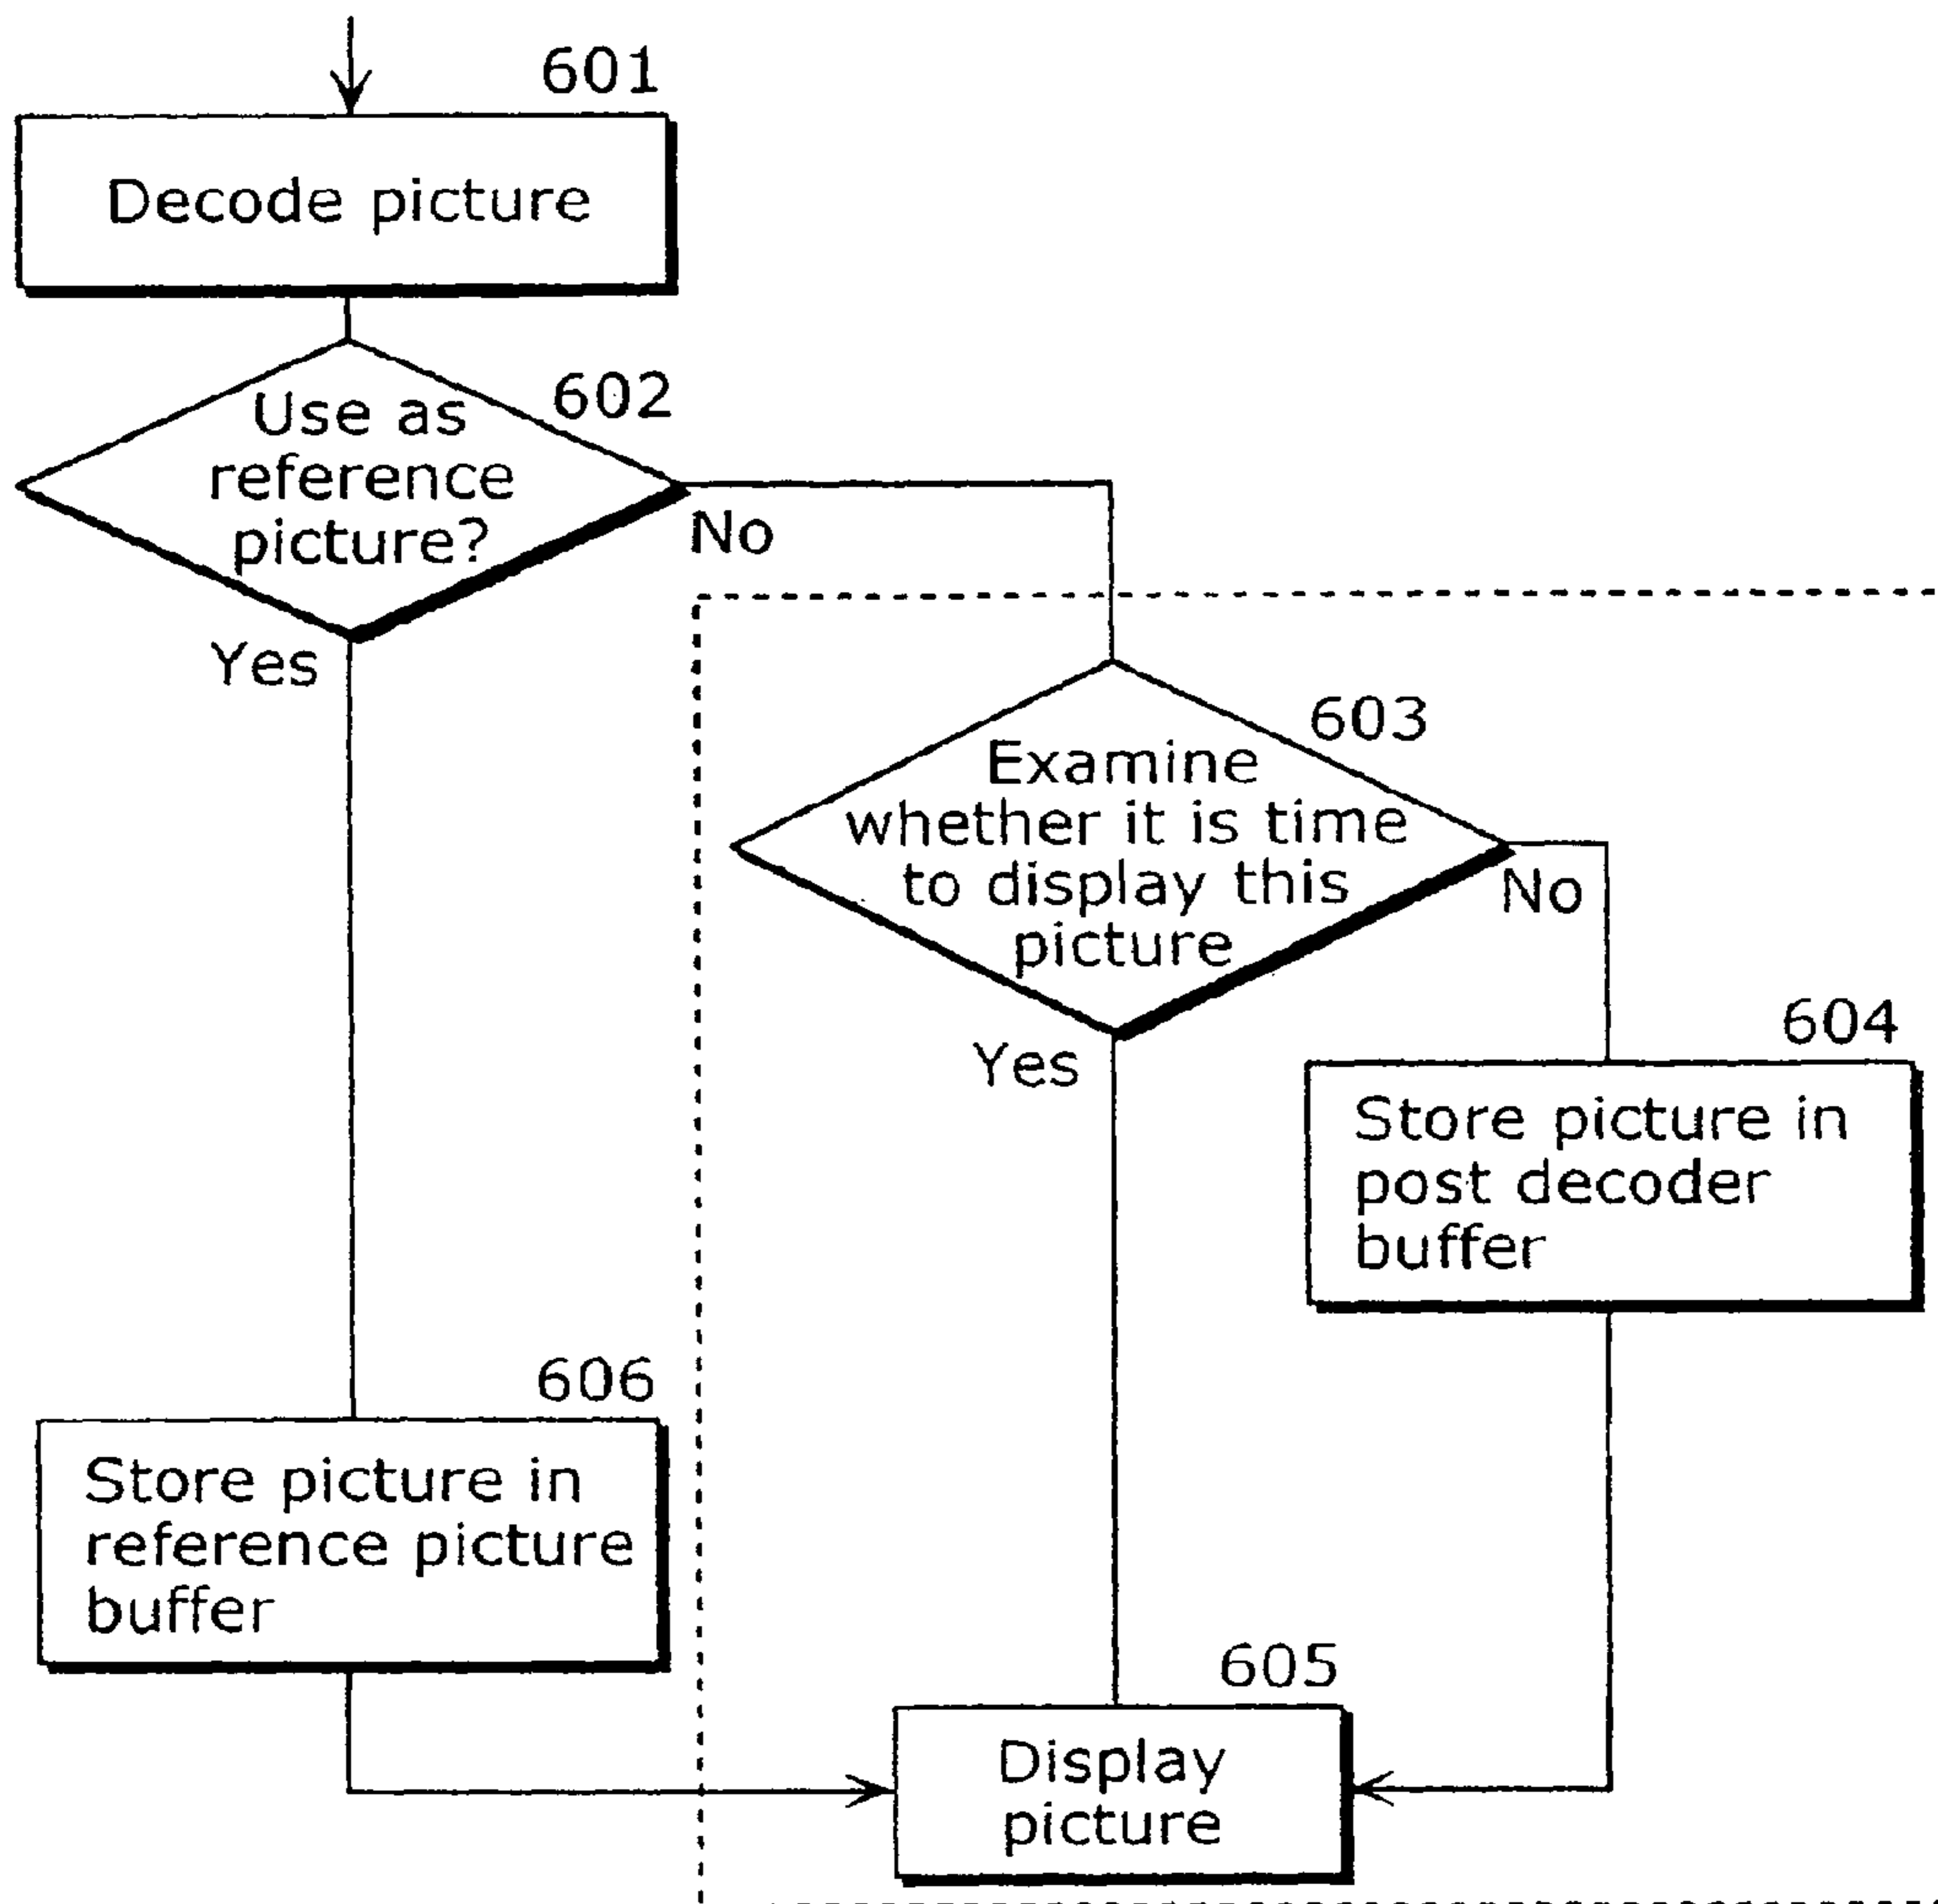 601
Decode picture
602
Use as
reference
picture?
No
Yes
603
Examine
whether it is time
to display this
picture
No
Yes
604
Store picture in
post decoder
buffer
606
Store picture in
reference picture
buffer
605
Display
picture